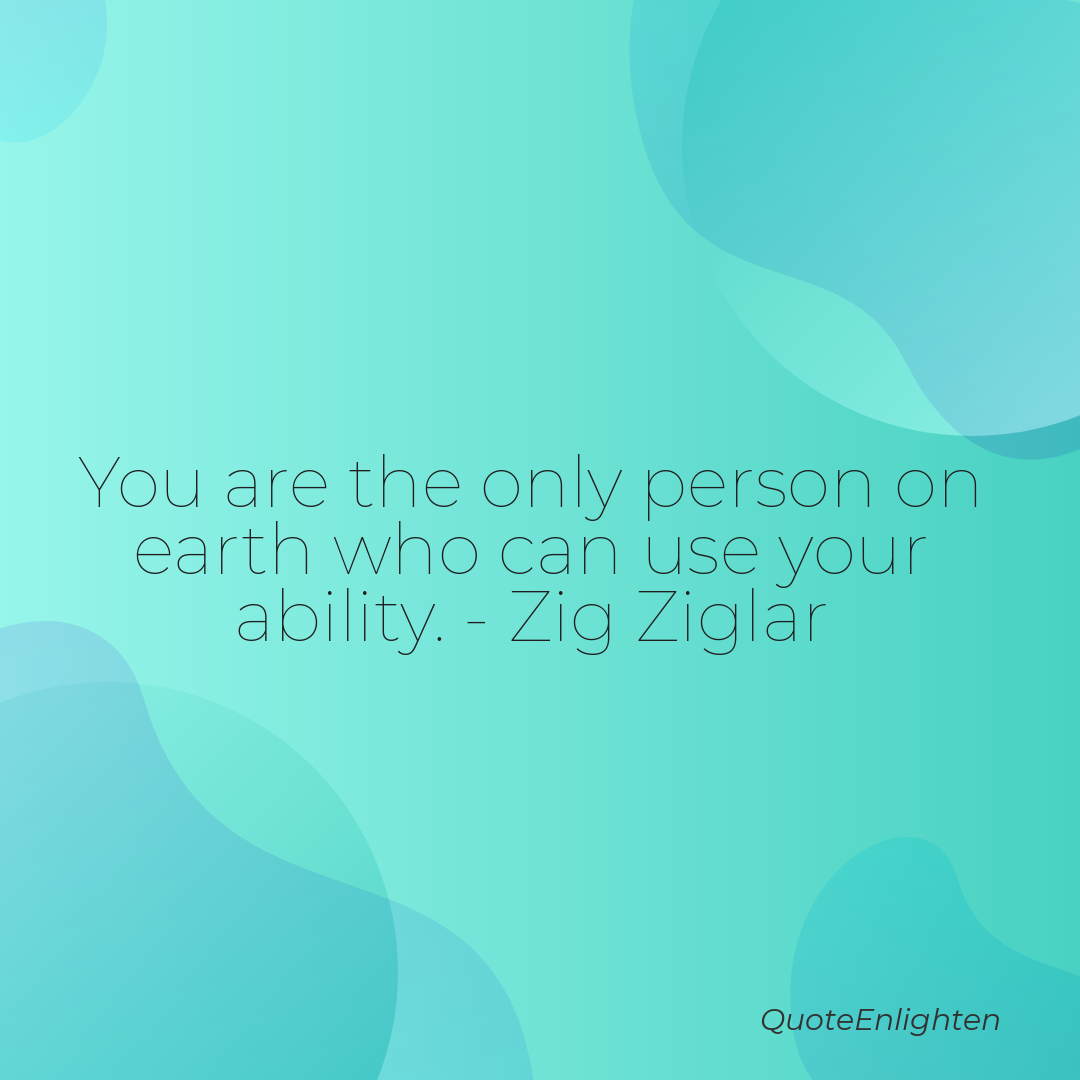 You are the only person on
earth who can use your
ability. - Zig Ziglar
QuoteEnlighten